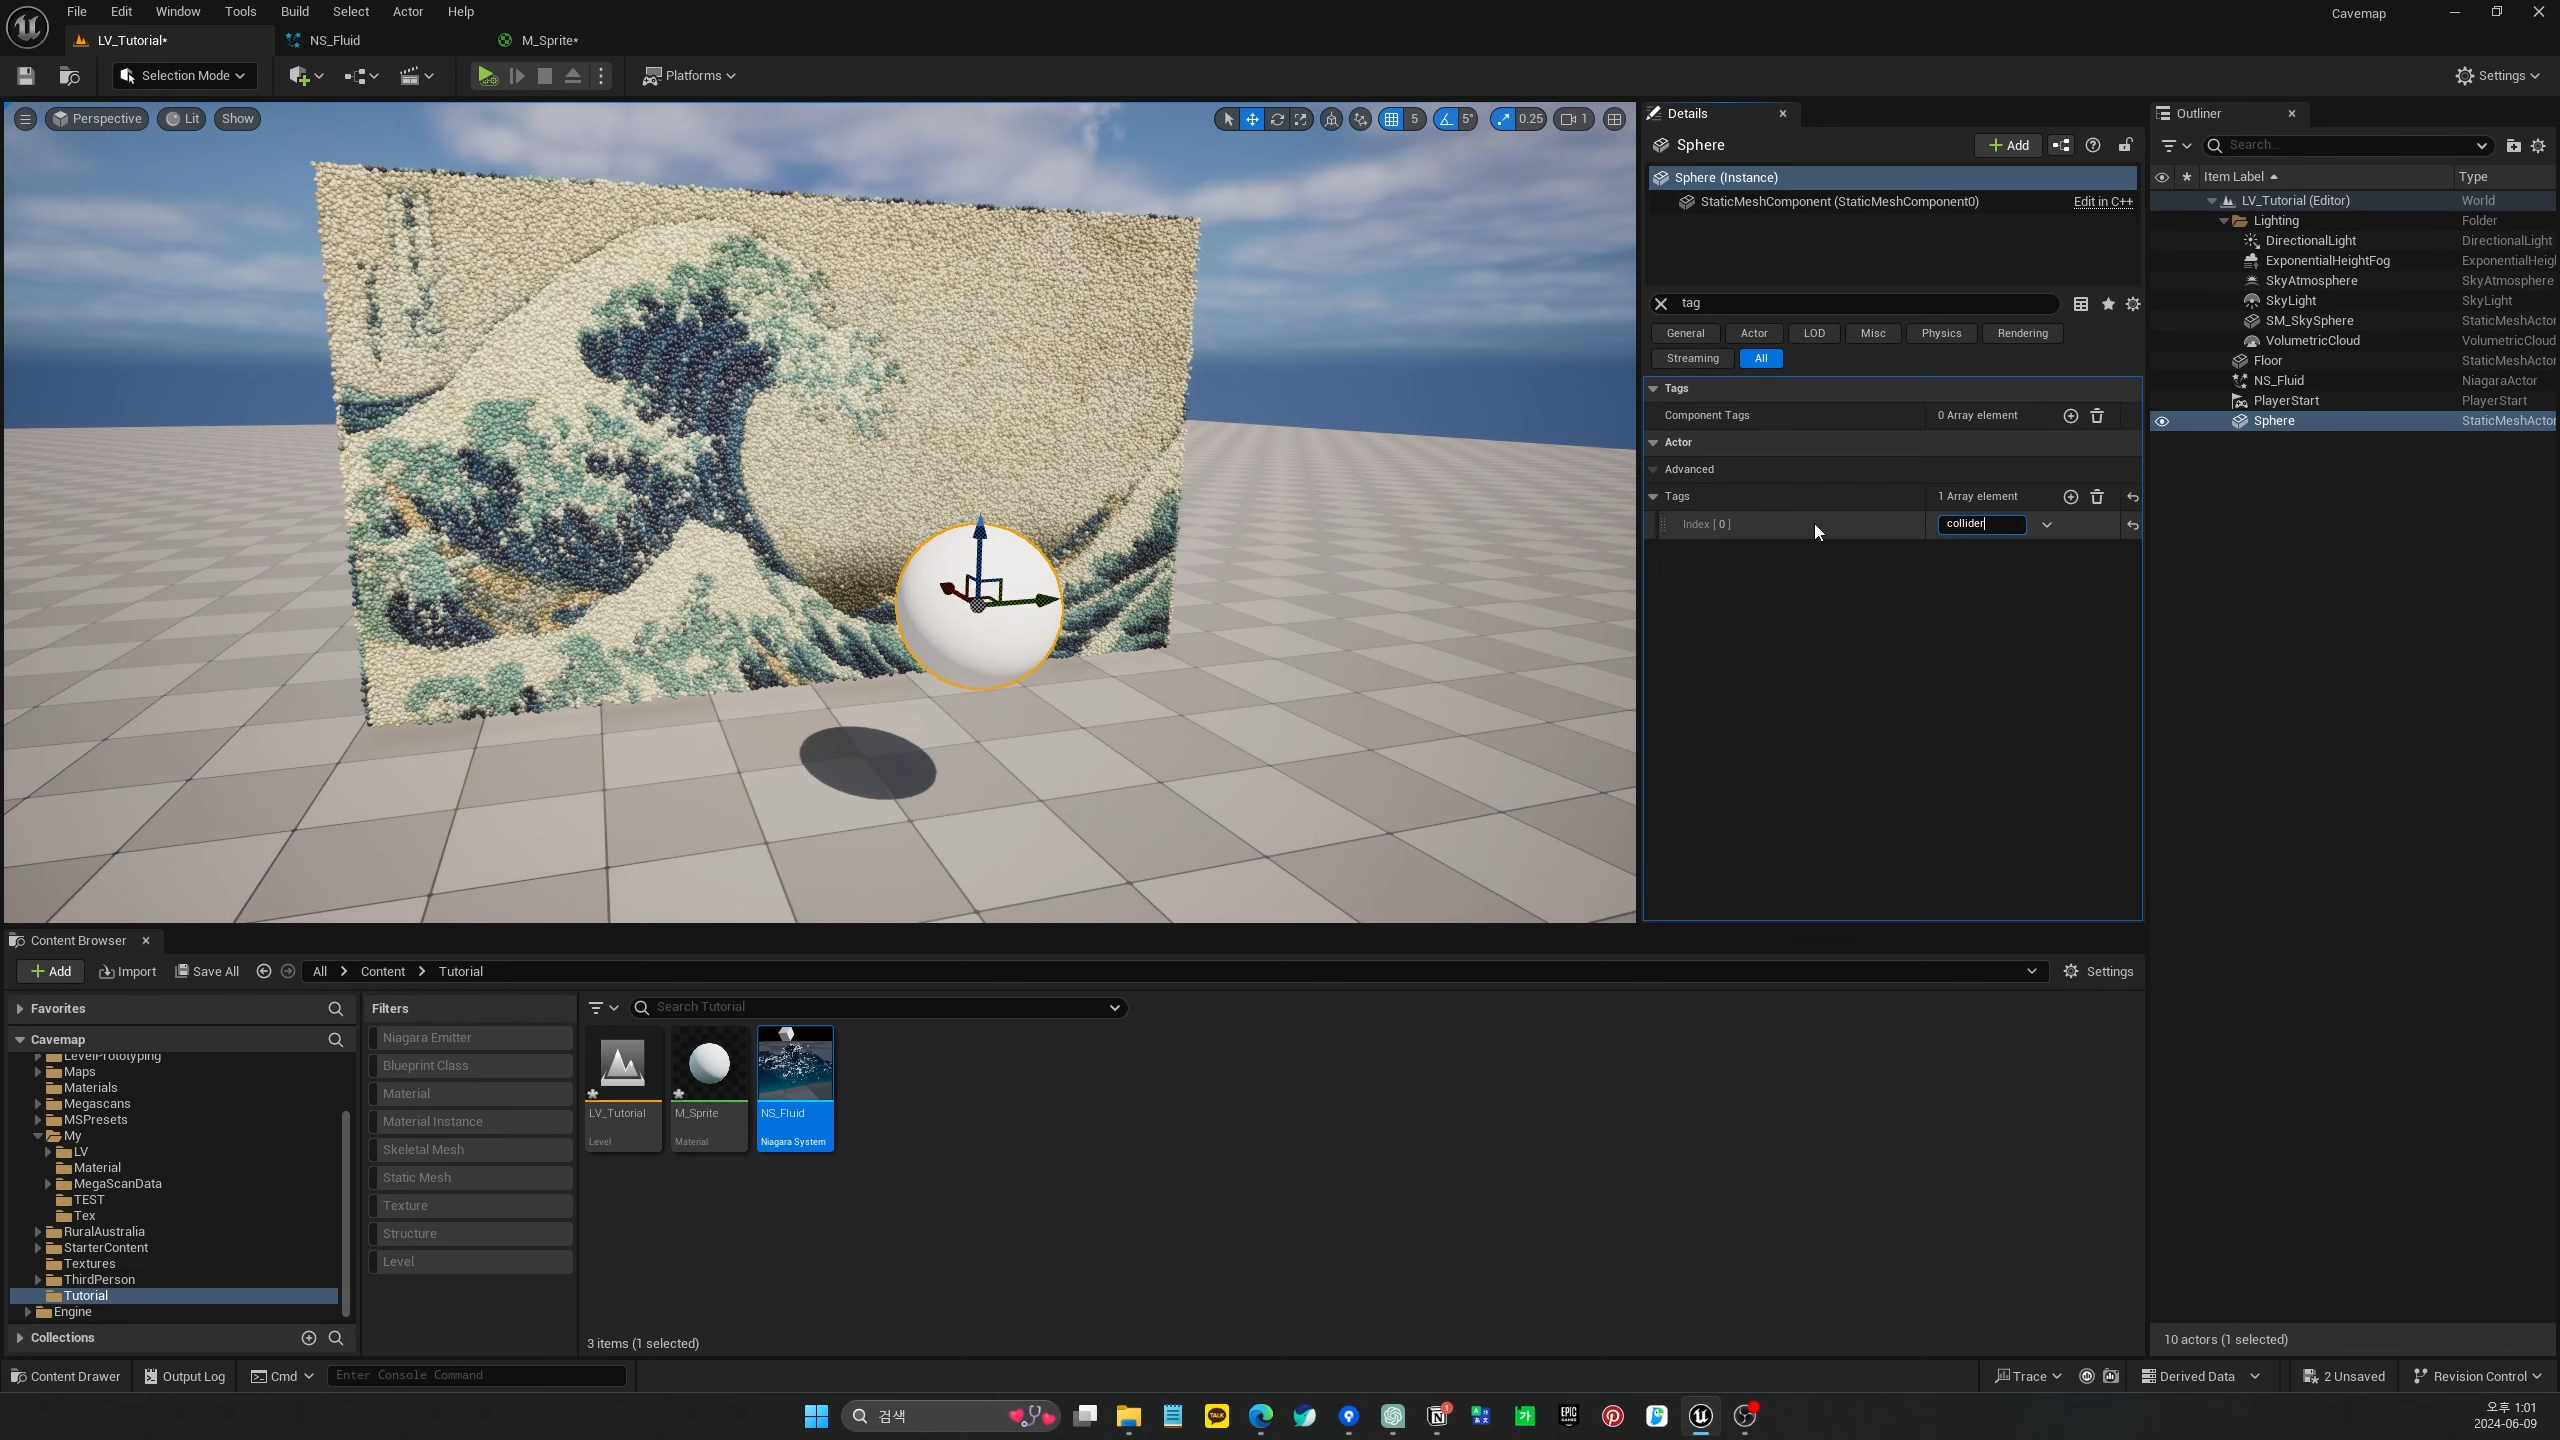 File Edit Window Tools Build Select Actor Help
Cavemap
LV_Tutorial* NS_Fluid M_Sprite*
Selection Mode Platforms Settings
Perspective Lit Show 5 5° 0.25 1
Details
Sphere Add
Sphere (Instance)
StaticMeshComponent (StaticMeshComponent0) Edit in C++
tag
General Actor LOD Misc Physics Rendering
Streaming All
Tags
Component Tags 0 Array element
Actor
Advanced
Tags 1 Array element
Index [ 0 ] collider
Outliner
Search...
Item Label Type
LV_Tutorial (Editor) World
Lighting Folder
DirectionalLight DirectionalLight
ExponentialHeightFog ExponentialHeigl
SkyAtmosphere SkyAtmosphere
SkyLight SkyLight
SM_SkySphere StaticMeshActor
VolumetricCloud VolumetricCloud
Floor StaticMeshActor
NS_Fluid NiagaraActor
PlayerStart PlayerStart
Sphere StaticMeshActor
10 actors (1 selected)
Content Browser
Add Import Save All All Content Tutorial Settings
Favorites
Cavemap
LevelPrototyping
Maps
Materials
Megascans
MSPresets
My
LV
Material
MegaScanData
TEST
Tex
RuralAustralia
StarterContent
Textures
ThirdPerson
Tutorial
Engine
Collections
Filters
Niagara Emitter
Blueprint Class
Material
Material Instance
Skeletal Mesh
Static Mesh
Texture
Structure
Level
Search Tutorial
LV_Tutorial M_Sprite NS_Fluid
Level Material Niagara System
3 items (1 selected)
Content Drawer Output Log Cmd Enter Console Command Trace Derived Data 2 Unsaved Revision Control
검색 TALK 1 가 EPIC GAMES
오후 1:01
2024-06-09